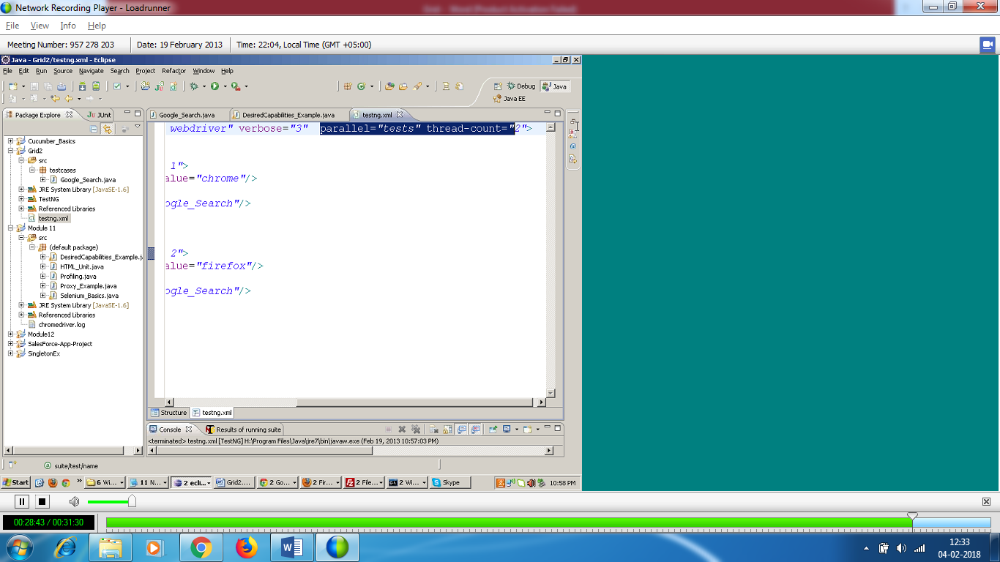 Network Recording Player - Loadrunner
File View Info Help
Meeting Number: 957 278 203 Date: 19 February 2013 Time: 22:04, Local Time (GMT +05:00)
Java - Grid2/testng.xml - Eclipse
File Edit Run Source Navigate Search Project Refactor Window Help
Debug Java
Java EE
Package Explore JUnit
Google_Search.java DesiredCapabilities_Example.java testng.xml
webdriver" verbose="3" parallel="tests" thread-count="2">
1">
alue="chrome"/>
ogle_Search"/>
2">
alue="firefox"/>
ogle_Search"/>
Cucumber_Basics
Grid2
src
testcases
Google_Search.java
JRE System Library [JavaSE-1.6]
TestNG
Referenced Libraries
testng.xml
Module 11
src
(default package)
DesiredCapabilities_Example.j
HTML_Unit.java
Profiling.java
Proxy_Example.java
Selenium_Basics.java
JRE System Library [JavaSE-1.6]
Referenced Libraries
chromedriver.log
Module12
SalesForce-App-Project
SingletonEx
Structure testng.xml
Console Results of running suite
<terminated> testng.xml [TestNG] H:\Program Files\Java\jre7\bin\javaw.exe (Feb 19, 2013 10:57:03 PM)
suite/test/name
Start 6 Wi... 11 N... 2 ecli... Grid2.... 2 Go... 2 Fir... 2 File... 2 Wi... Skype 10:58 PM
00:28:43 / 00:31:30
12:33
04-02-2018